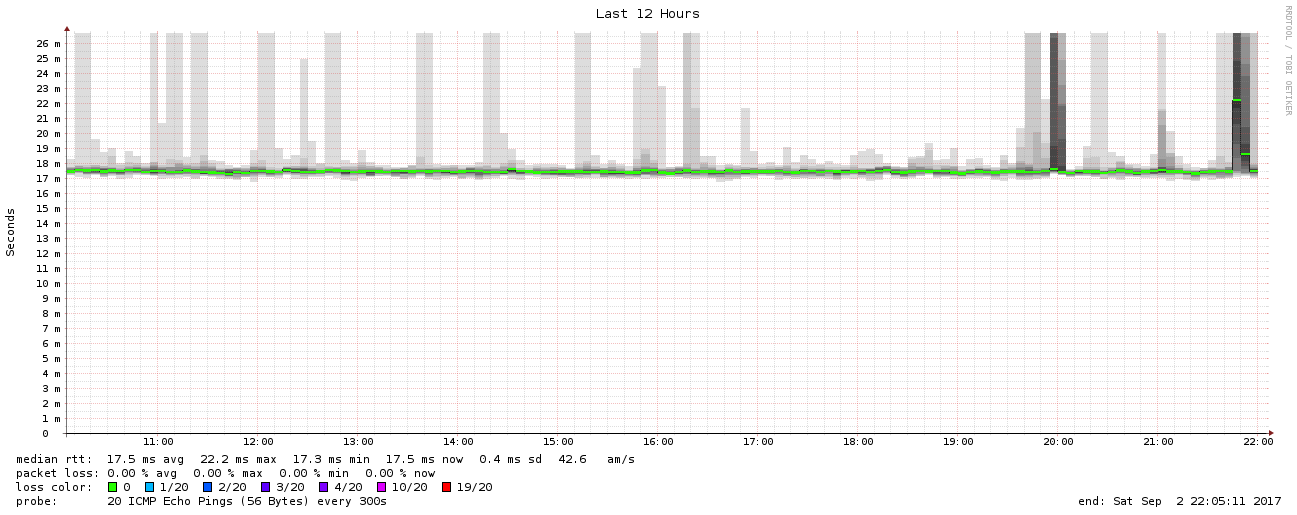 Last 12 Hours
RRDTOOL / TOBI OETIKER
Seconds
26 m
25 m
24 m
23 m
22 m
21 m
20 m
19 m
18 m
17 m
16 m
15 m
14 m
13 m
12 m
11 m
10 m
9 m
8 m
7 m
6 m
5 m
4 m
3 m
2 m
1 m
0
11:00 12:00 13:00 14:00 15:00 16:00 17:00 18:00 19:00 20:00 21:00 22:00
median rtt: 17.5 ms avg 22.2 ms max 17.3 ms min 17.5 ms now 0.4 ms sd 42.6 am/s
packet loss: 0.00 % avg 0.00 % max 0.00 % min 0.00 % now
loss color: 0 1/20 2/20 3/20 4/20 10/20 19/20
probe: 20 ICMP Echo Pings (56 Bytes) every 300s end: Sat Sep 2 22:05:11 2017